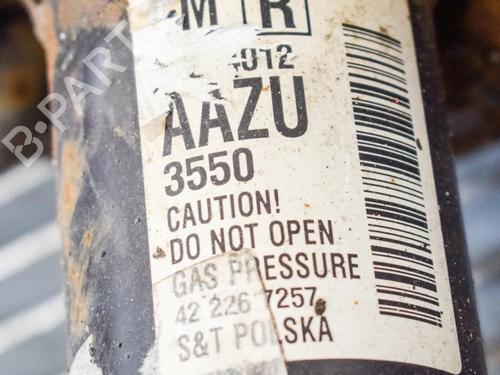 M R
4012
AAZU
3550
CAUTION!
DO NOT OPEN
GAS PRESSURE
42 226 7257
S&T POLSKA
B-PARTS